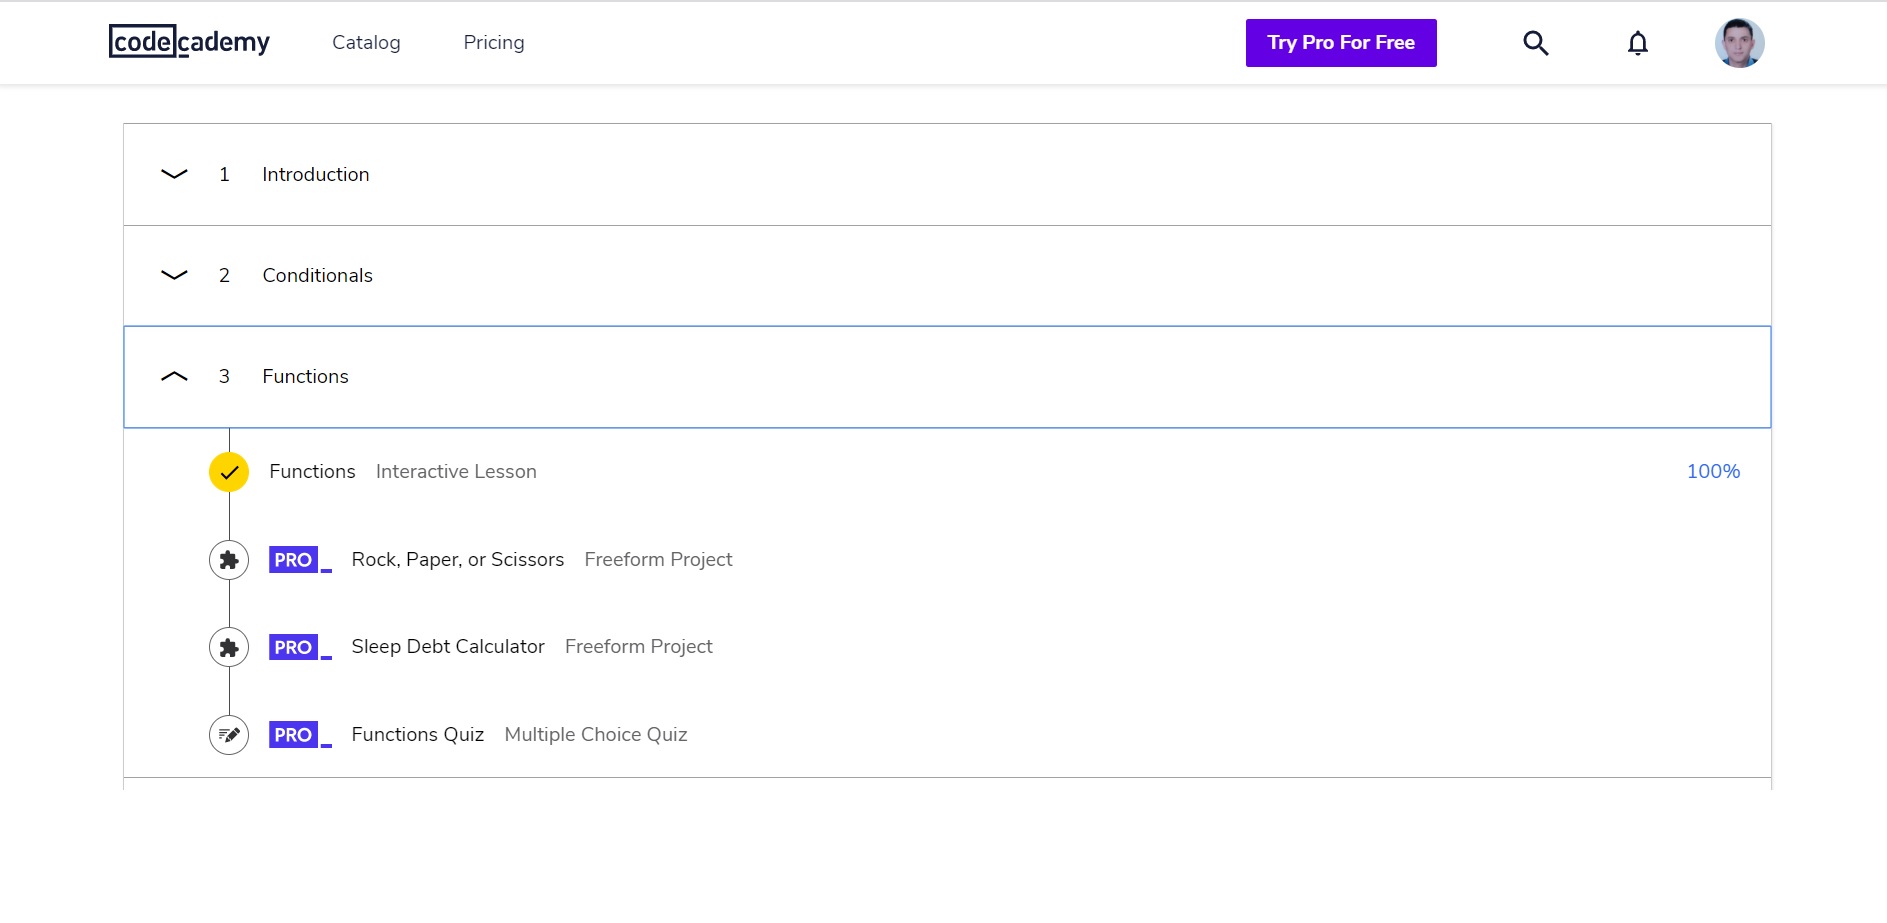 codecademy Catalog Pricing Try Pro For Free
1 Introduction
2 Conditionals
3 Functions
Functions Interactive Lesson 100%
PRO Rock, Paper, or Scissors Freeform Project
PRO Sleep Debt Calculator Freeform Project
PRO Functions Quiz Multiple Choice Quiz